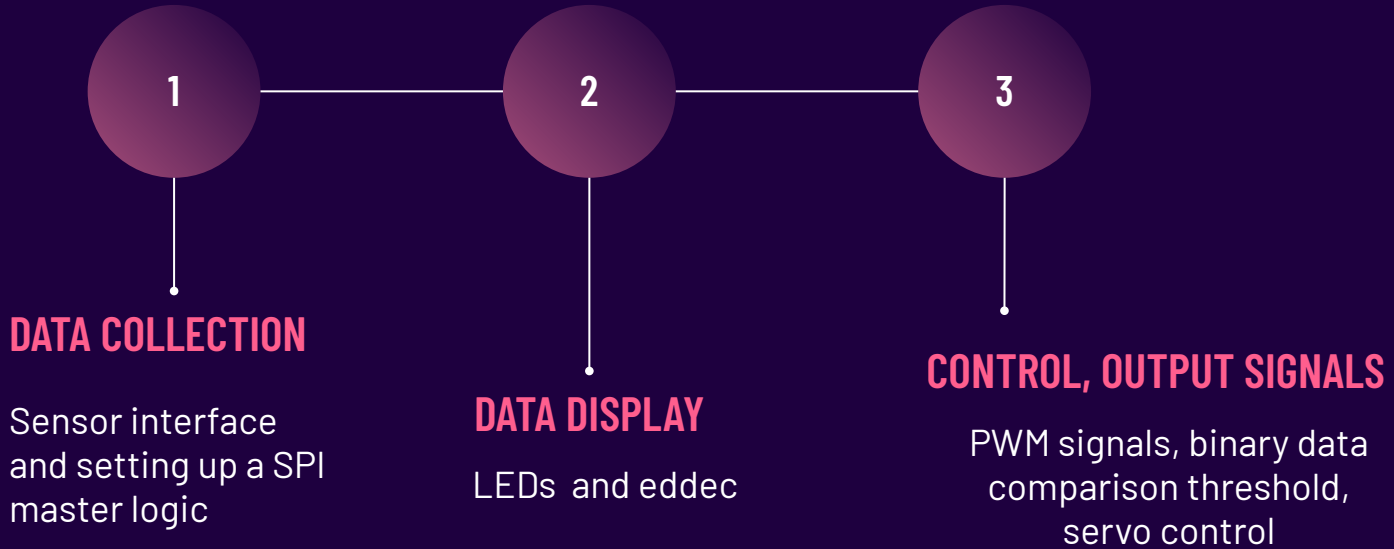 1
2
3
DATA COLLECTION
Sensor interface
and setting up a SPI
master logic
DATA DISPLAY
LEDs and eddec
CONTROL, OUTPUT SIGNALS
PWM signals, binary data
comparison threshold,
servo control